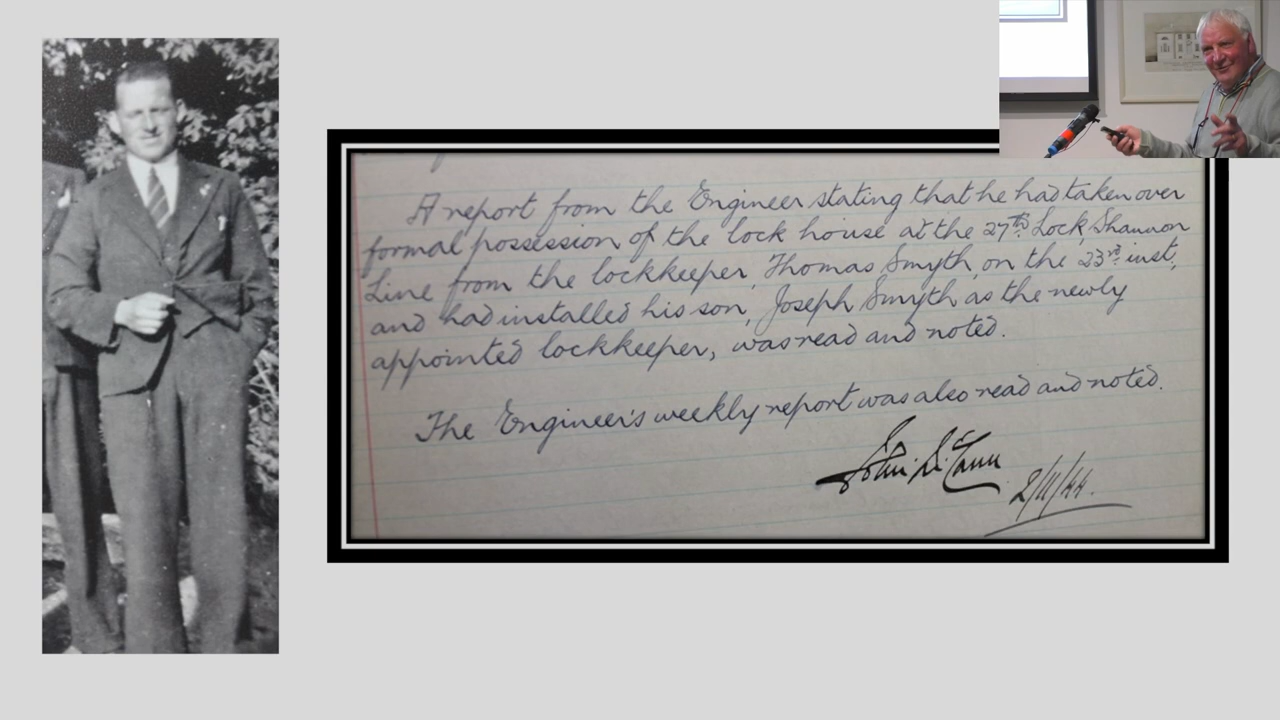 A report from the Engineer stating that he had taken over
formal possession of the lock house at the 27th Lock, Shannon
Line from the lockkeeper, Thomas Smyth, on the 23rd inst,
and had installed his son, Joseph Smyth as the newly
appointed lockkeeper, was read and noted.
The Engineer's weekly report was also read and noted.
John
2/11/44.